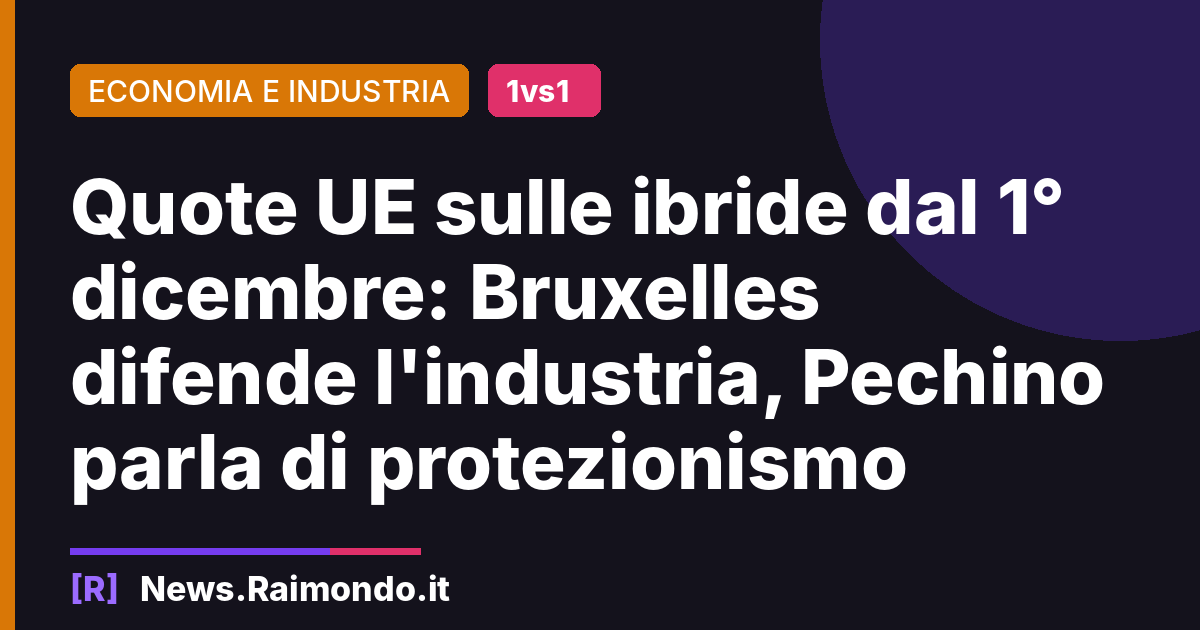 ECONOMIA E INDUSTRIA 1vs1
Quote UE sulle ibride dal 1°
dicembre: Bruxelles
difende l'industria, Pechino
parla di protezionismo
[R] News.Raimondo.it